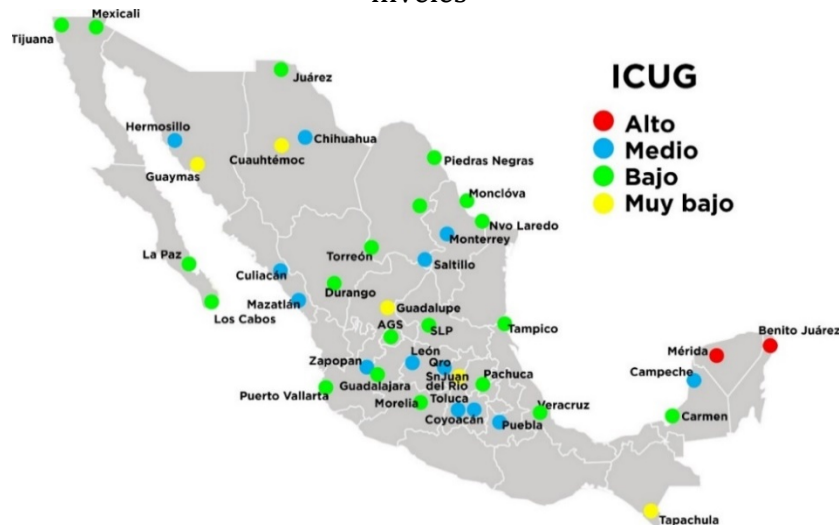 niveles
Mexicali
Tijuana
Juárez
ICUG
Alto
Medio
Bajo
Muy bajo
Hermosillo
Chihuahua
Cuauhtémoc
Guaymas
Piedras Negras
Monclóva
Nvo Laredo
Monterrey
Torreón
Saltillo
La Paz
Culiacán
Durango
Mazatlán
Los Cabos
Guadalupe
AGS
SLP
Tampico
Benito Juárez
Mérida
Campeche
Carmen
León
Zapopan
Qro
SnJuan
del Río
Pachuca
Guadalajara
Puerto Vallarta
Morelia
Toluca
Coyoacán
Puebla
Veracruz
Tapachula